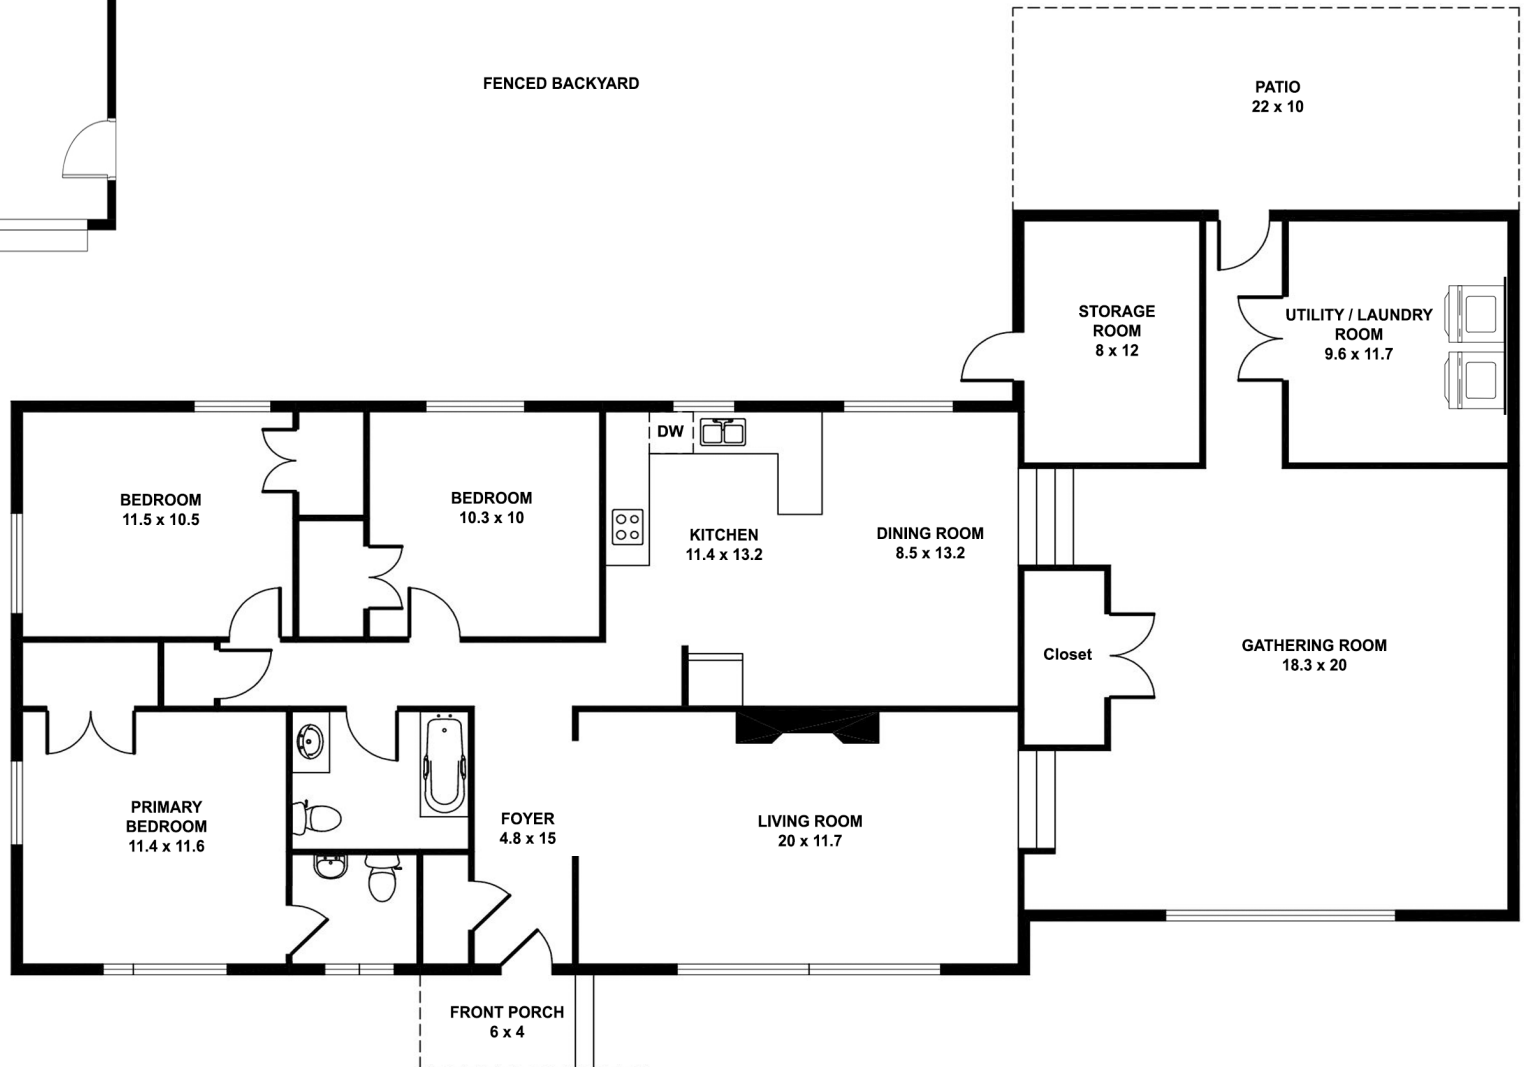 FENCED BACKYARD
PATIO
22 x 10
STORAGE
ROOM
8 x 12
UTILITY / LAUNDRY
ROOM
9.6 x 11.7
DW
BEDROOM
11.5 x 10.5
BEDROOM
10.3 x 10
KITCHEN
11.4 x 13.2
DINING ROOM
8.5 x 13.2
Closet
GATHERING ROOM
18.3 x 20
PRIMARY
BEDROOM
11.4 x 11.6
FOYER
4.8 x 15
LIVING ROOM
20 x 11.7
FRONT PORCH
6 x 4